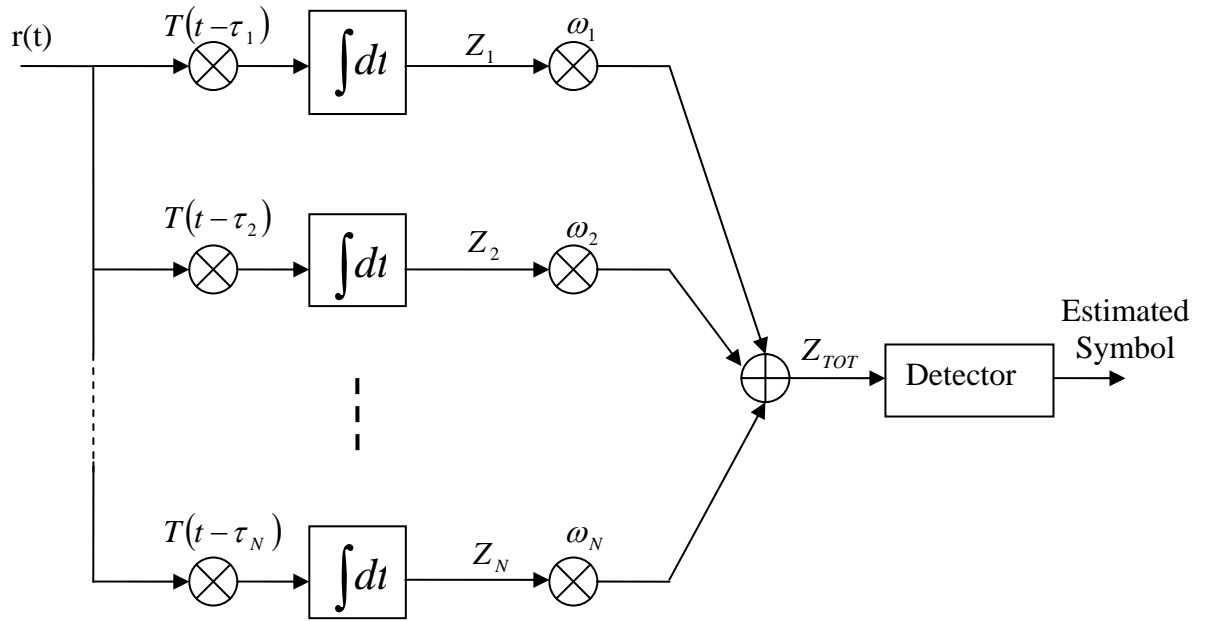 r(t)
T(t−τ₁)
∫dt
Z₁
ω₁
T(t−τ₂)
∫dt
Z₂
ω₂
Z_TOT
Detector
Estimated
Symbol
T(t−τ_N)
∫dt
Z_N
ω_N